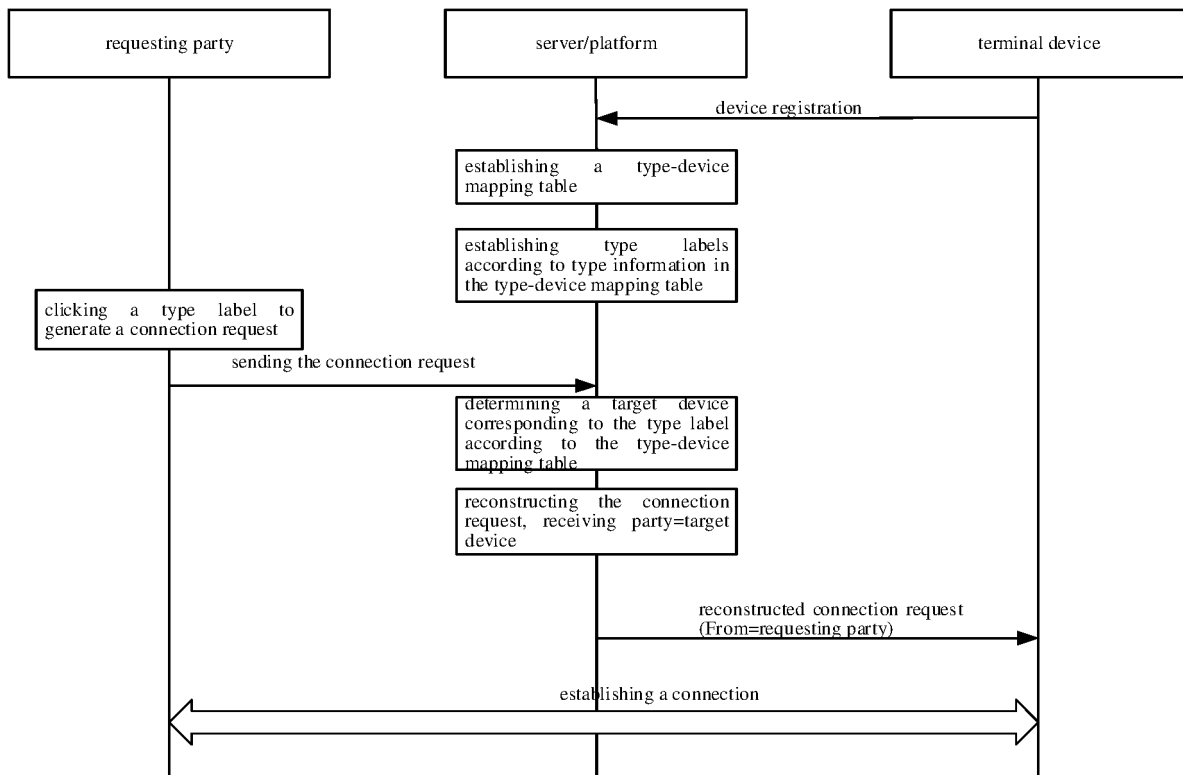 requesting party
server/platform
terminal device
device registration
establishing a type-device
mapping table
establishing type labels
according to type information in
the type-device mapping table
clicking a type label to
generate a connection request
sending the connection request
determining a target device
corresponding to the type label
according to the type-device
mapping table
reconstructing the connection
request, receiving party=target
device
reconstructed connection request
(From=requesting party)
establishing a connection